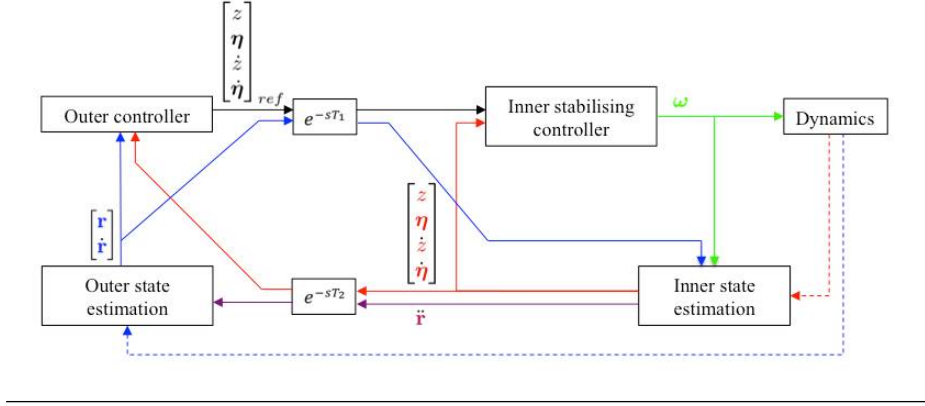 z
η
ż
η̇
ref
Outer controller
e^{-sT_1}
Inner stabilising
controller
ω
Dynamics
z
η
ż
η̇
r
ṙ
Outer state
estimation
e^{-sT_2}
Inner state
estimation
r̈